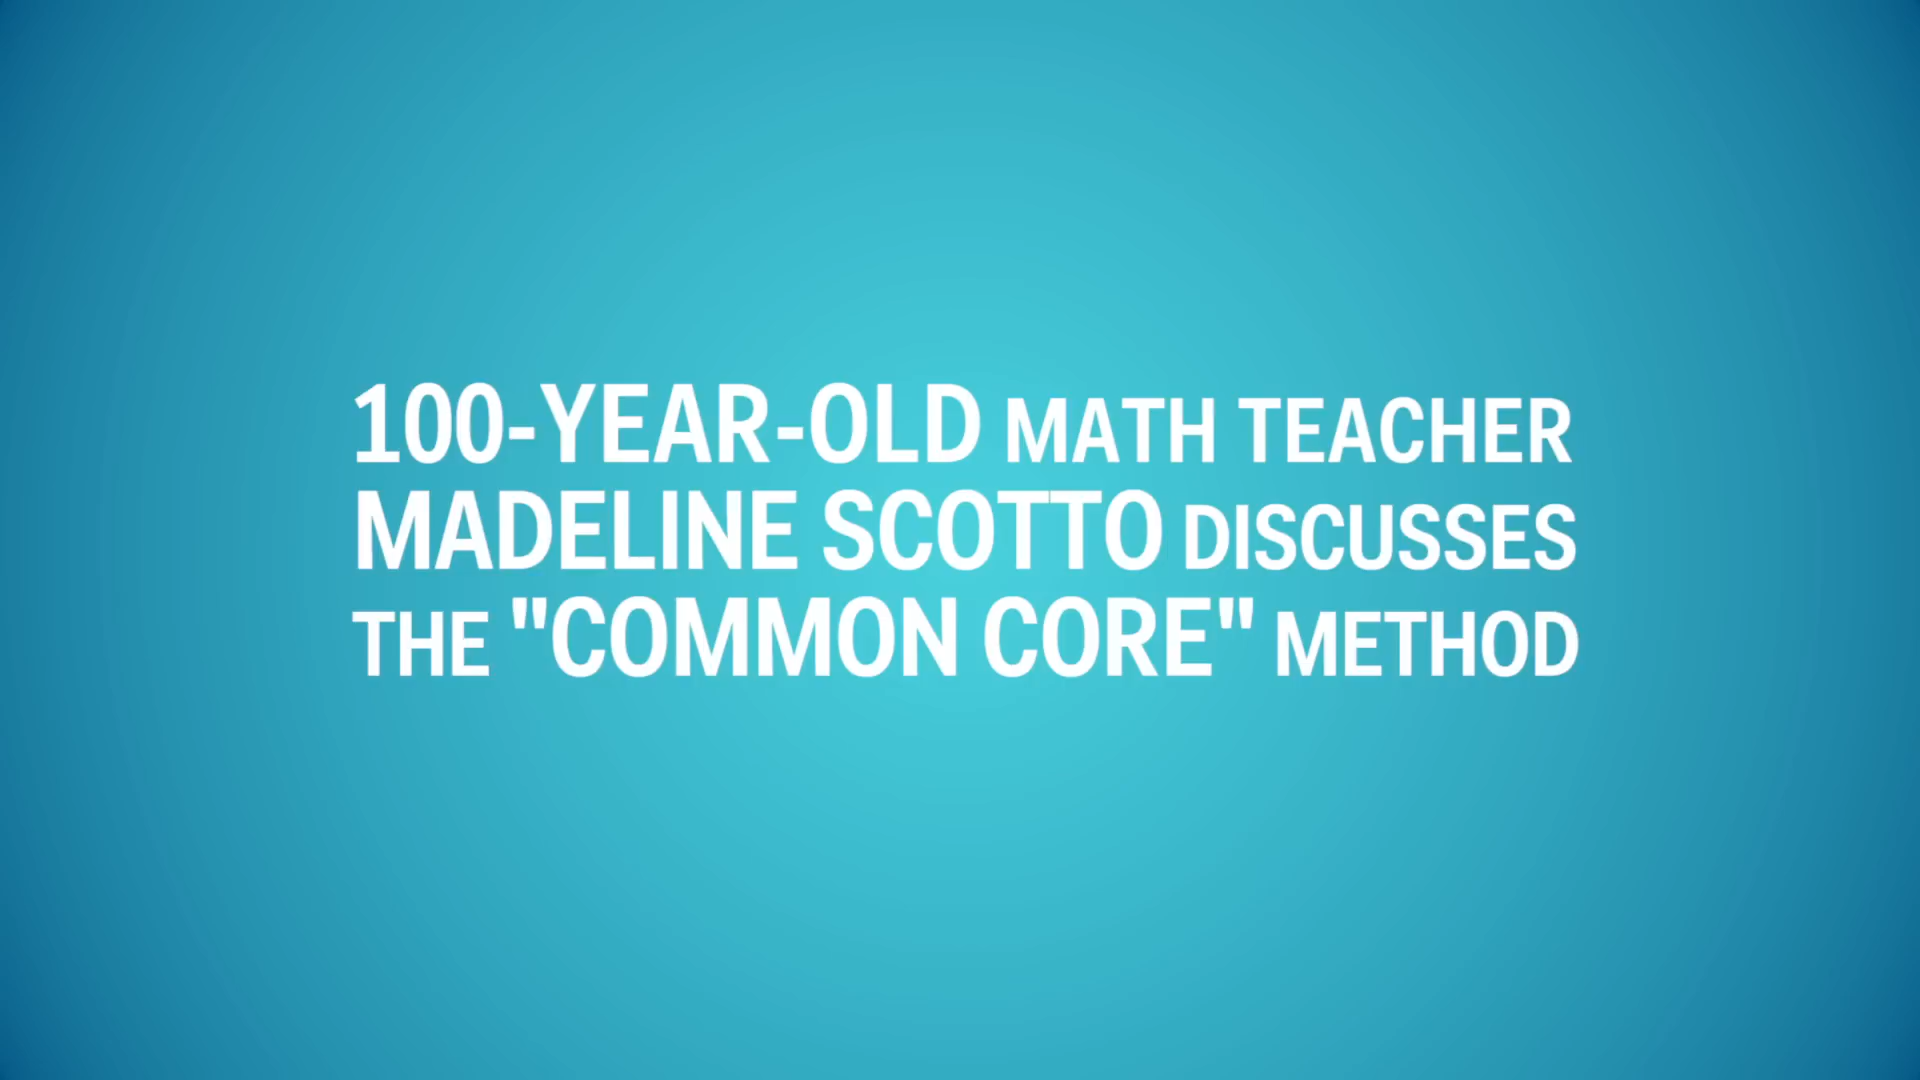 100-YEAR-OLD MATH TEACHER
MADELINE SCOTTO DISCUSSES
THE "COMMON CORE" METHOD